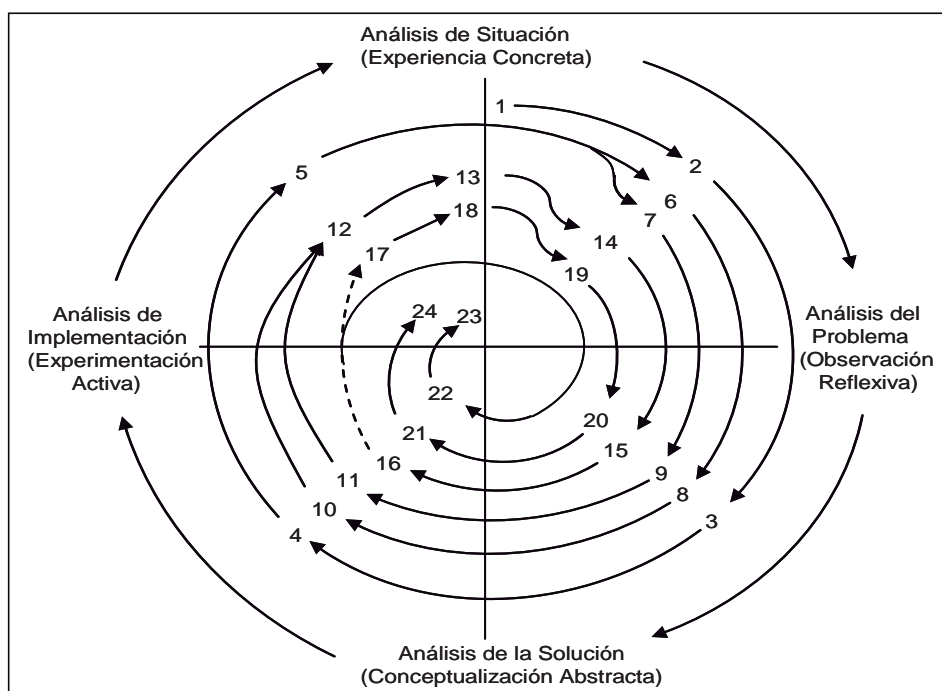 Análisis de Situación
(Experiencia Concreta)
1
2
5
13
6
18
7
12
14
17
19
Análisis de
Implementación
(Experimentación
Activa)
24
23
Análisis del
Problema
(Observación
Reflexiva)
22
20
21
15
16
9
11
8
10
3
4
Análisis de la Solución
(Conceptualización Abstracta)